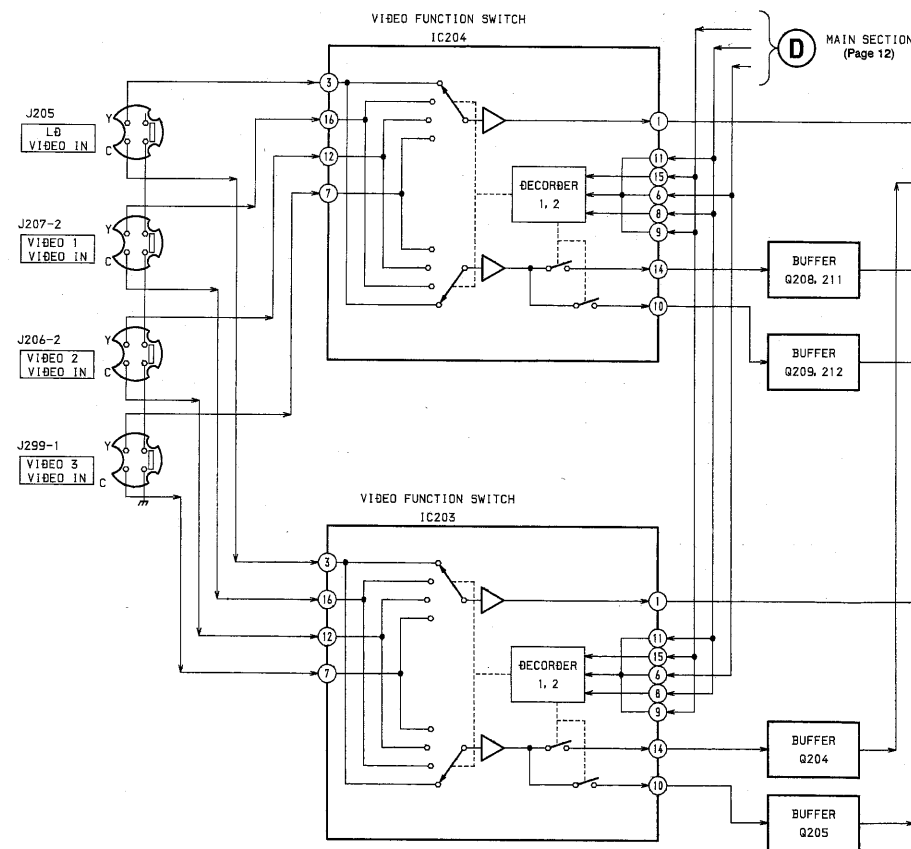 VIDEO FUNCTION SWITCH
IC204
D
MAIN SECTION
(Page 12)
J205
LD
VIDEO IN
Y
C
J207-2
VIDEO 1
VIDEO IN
Y
C
J206-2
VIDEO 2
VIDEO IN
Y
C
J299-1
VIDEO 3
VIDEO IN
Y
C
3
16
12
7
DECORDER
1, 2
1
11
15
6
8
9
14
10
BUFFER
Q208, 211
BUFFER
Q209, 212
VIDEO FUNCTION SWITCH
IC203
3
16
12
7
DECORDER
1, 2
1
11
15
6
8
9
14
10
BUFFER
Q204
BUFFER
Q205